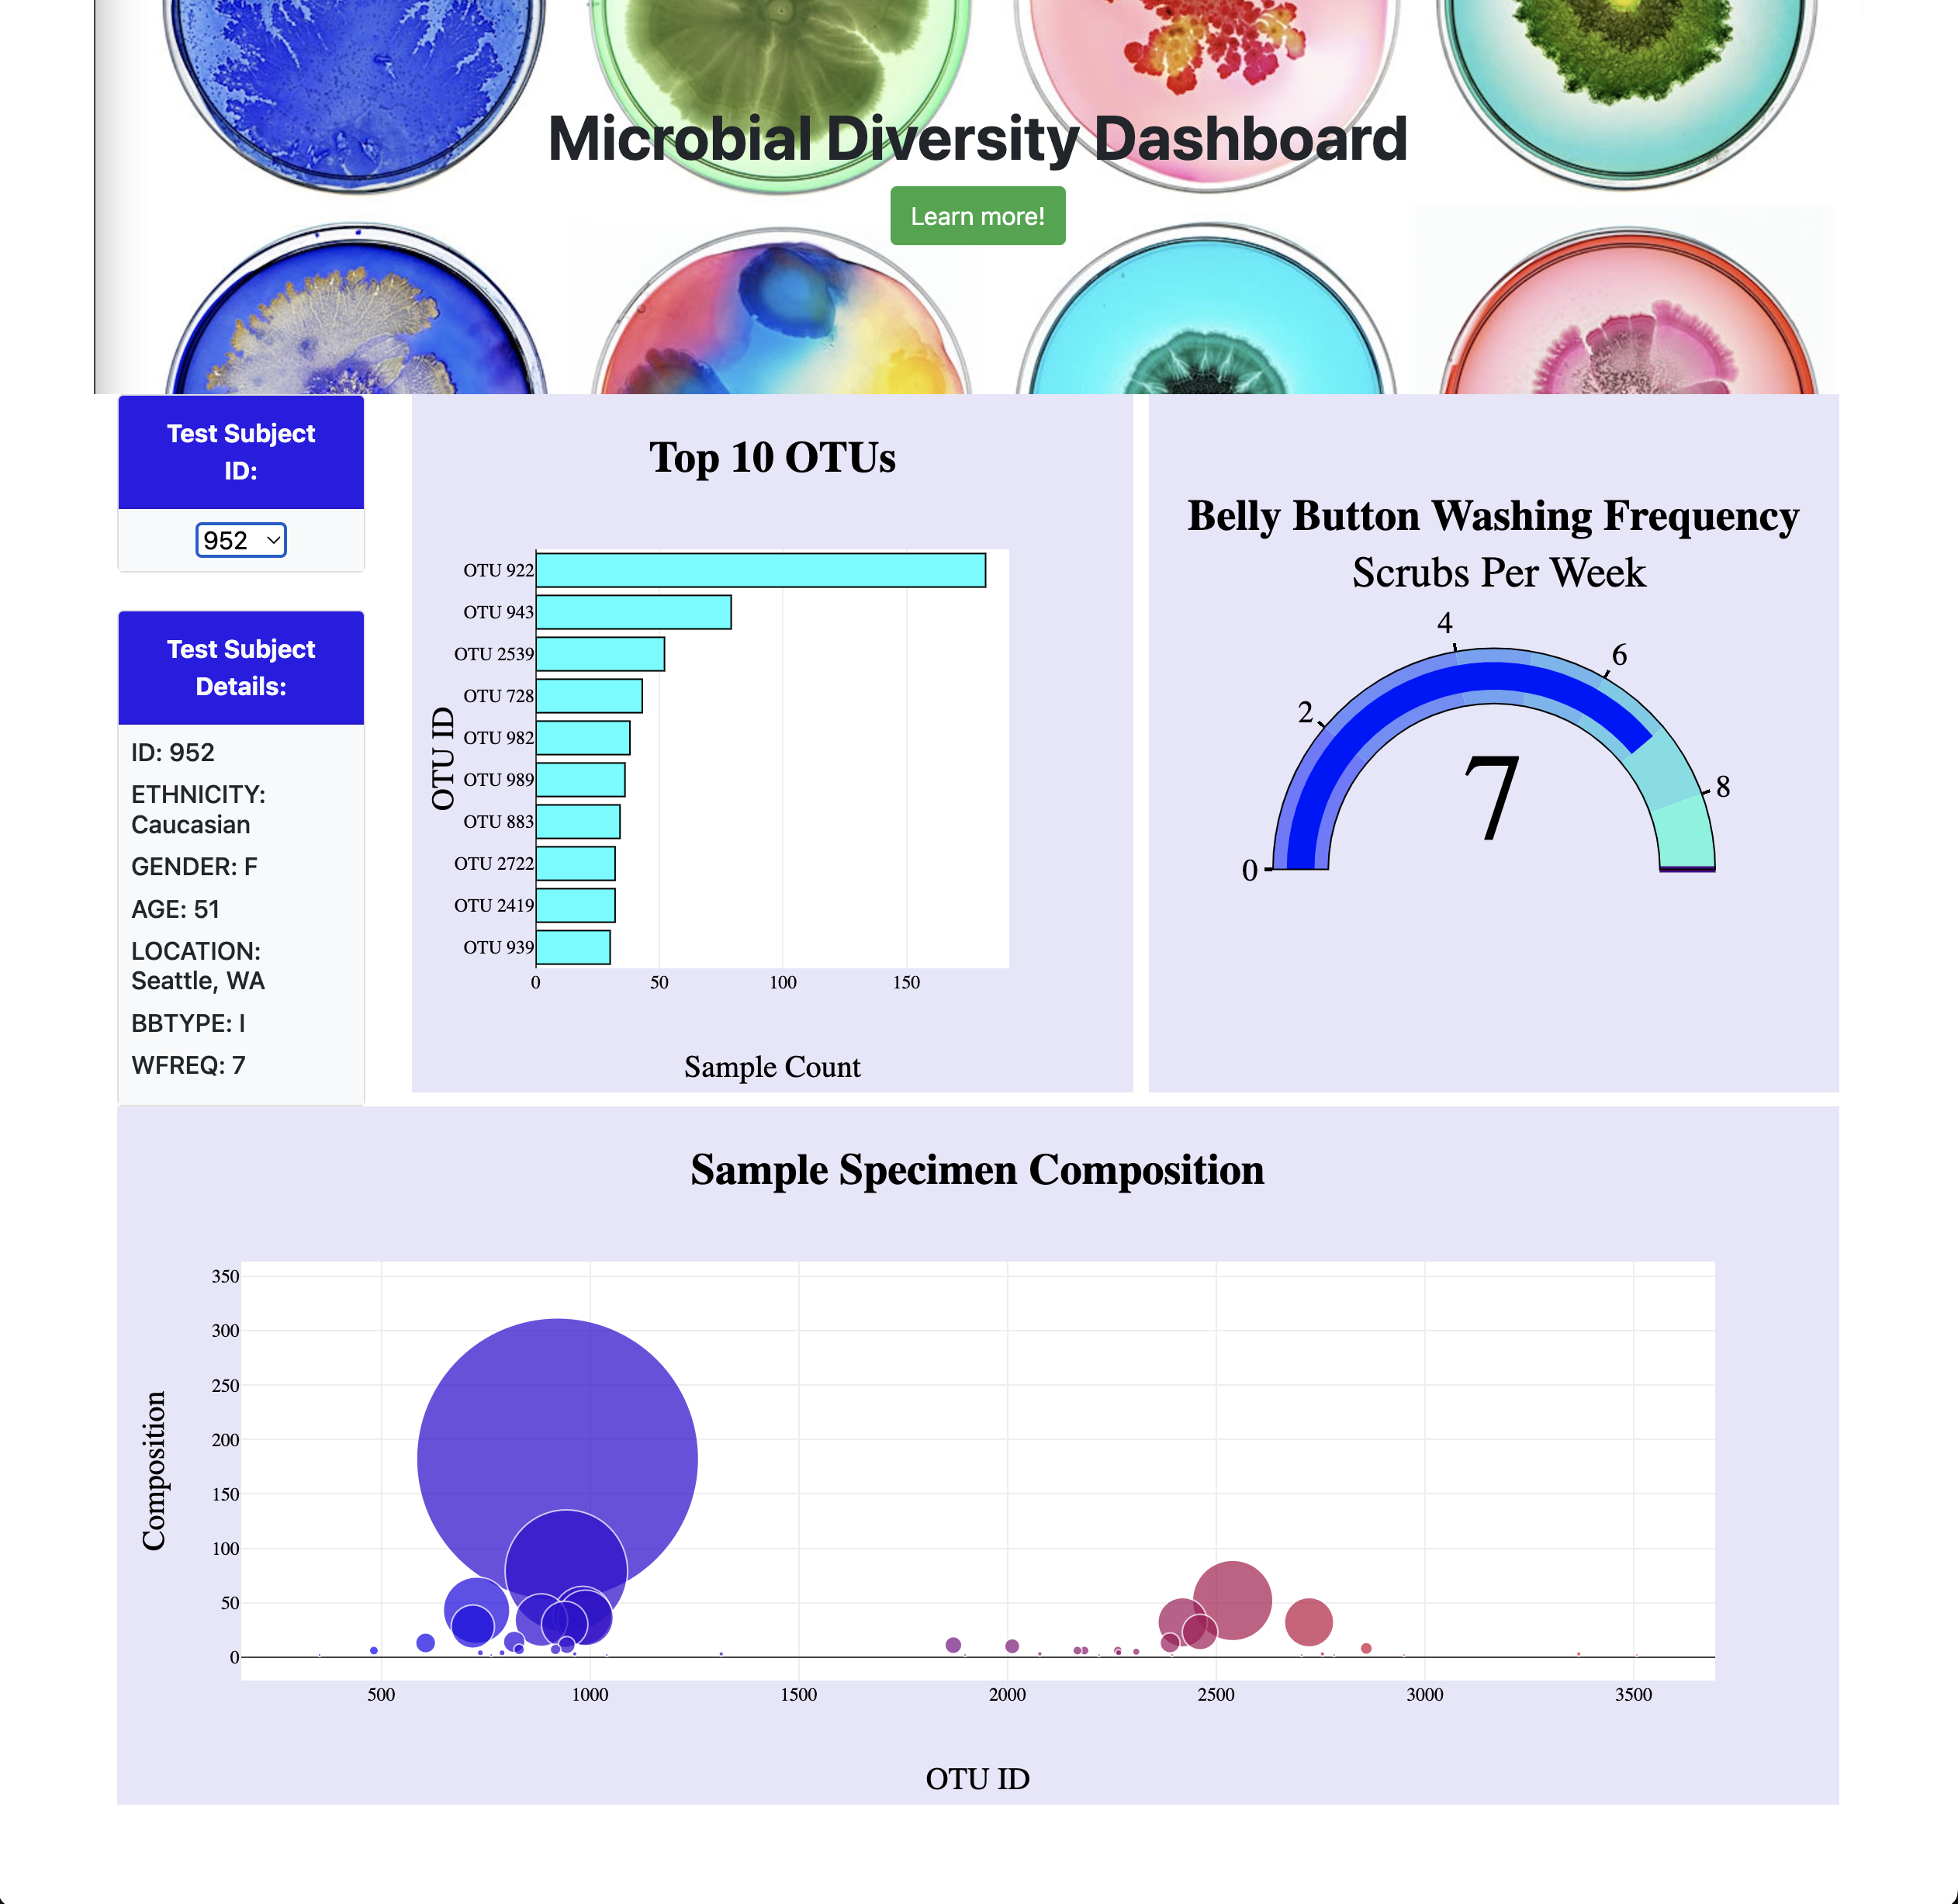 Microbial Diversity Dashboard
Learn more!
Test Subject
ID:
952
Test Subject
Details:
ID: 952
ETHNICITY:
Caucasian
GENDER: F
AGE: 51
LOCATION:
Seattle, WA
BBTYPE: I
WFREQ: 7
Top 10 OTUs
OTU ID
OTU 922
OTU 943
OTU 2539
OTU 728
OTU 982
OTU 989
OTU 883
OTU 2722
OTU 2419
OTU 939
0 50 100 150
Sample Count
Belly Button Washing Frequency
Scrubs Per Week
0
2
4
6
8
7
Sample Specimen Composition
Composition
350
300
250
200
150
100
50
0
500 1000 1500 2000 2500 3000 3500
OTU ID